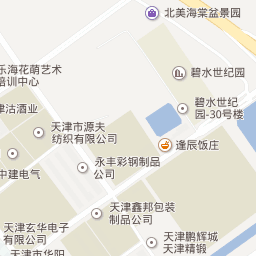 北美海棠盆景园
乐海花萌艺术
培训中心
碧水世纪园
碧水世纪
园-30号楼
津沽酒业
天津市源夫
纺织有限公司
逢辰饭庄
永丰彩钢制品
公司
中建电气
天津鑫邦包装
制品公司
天津玄华电子
有限公司
天津鹏辉城
天津精锻
天津市华阳